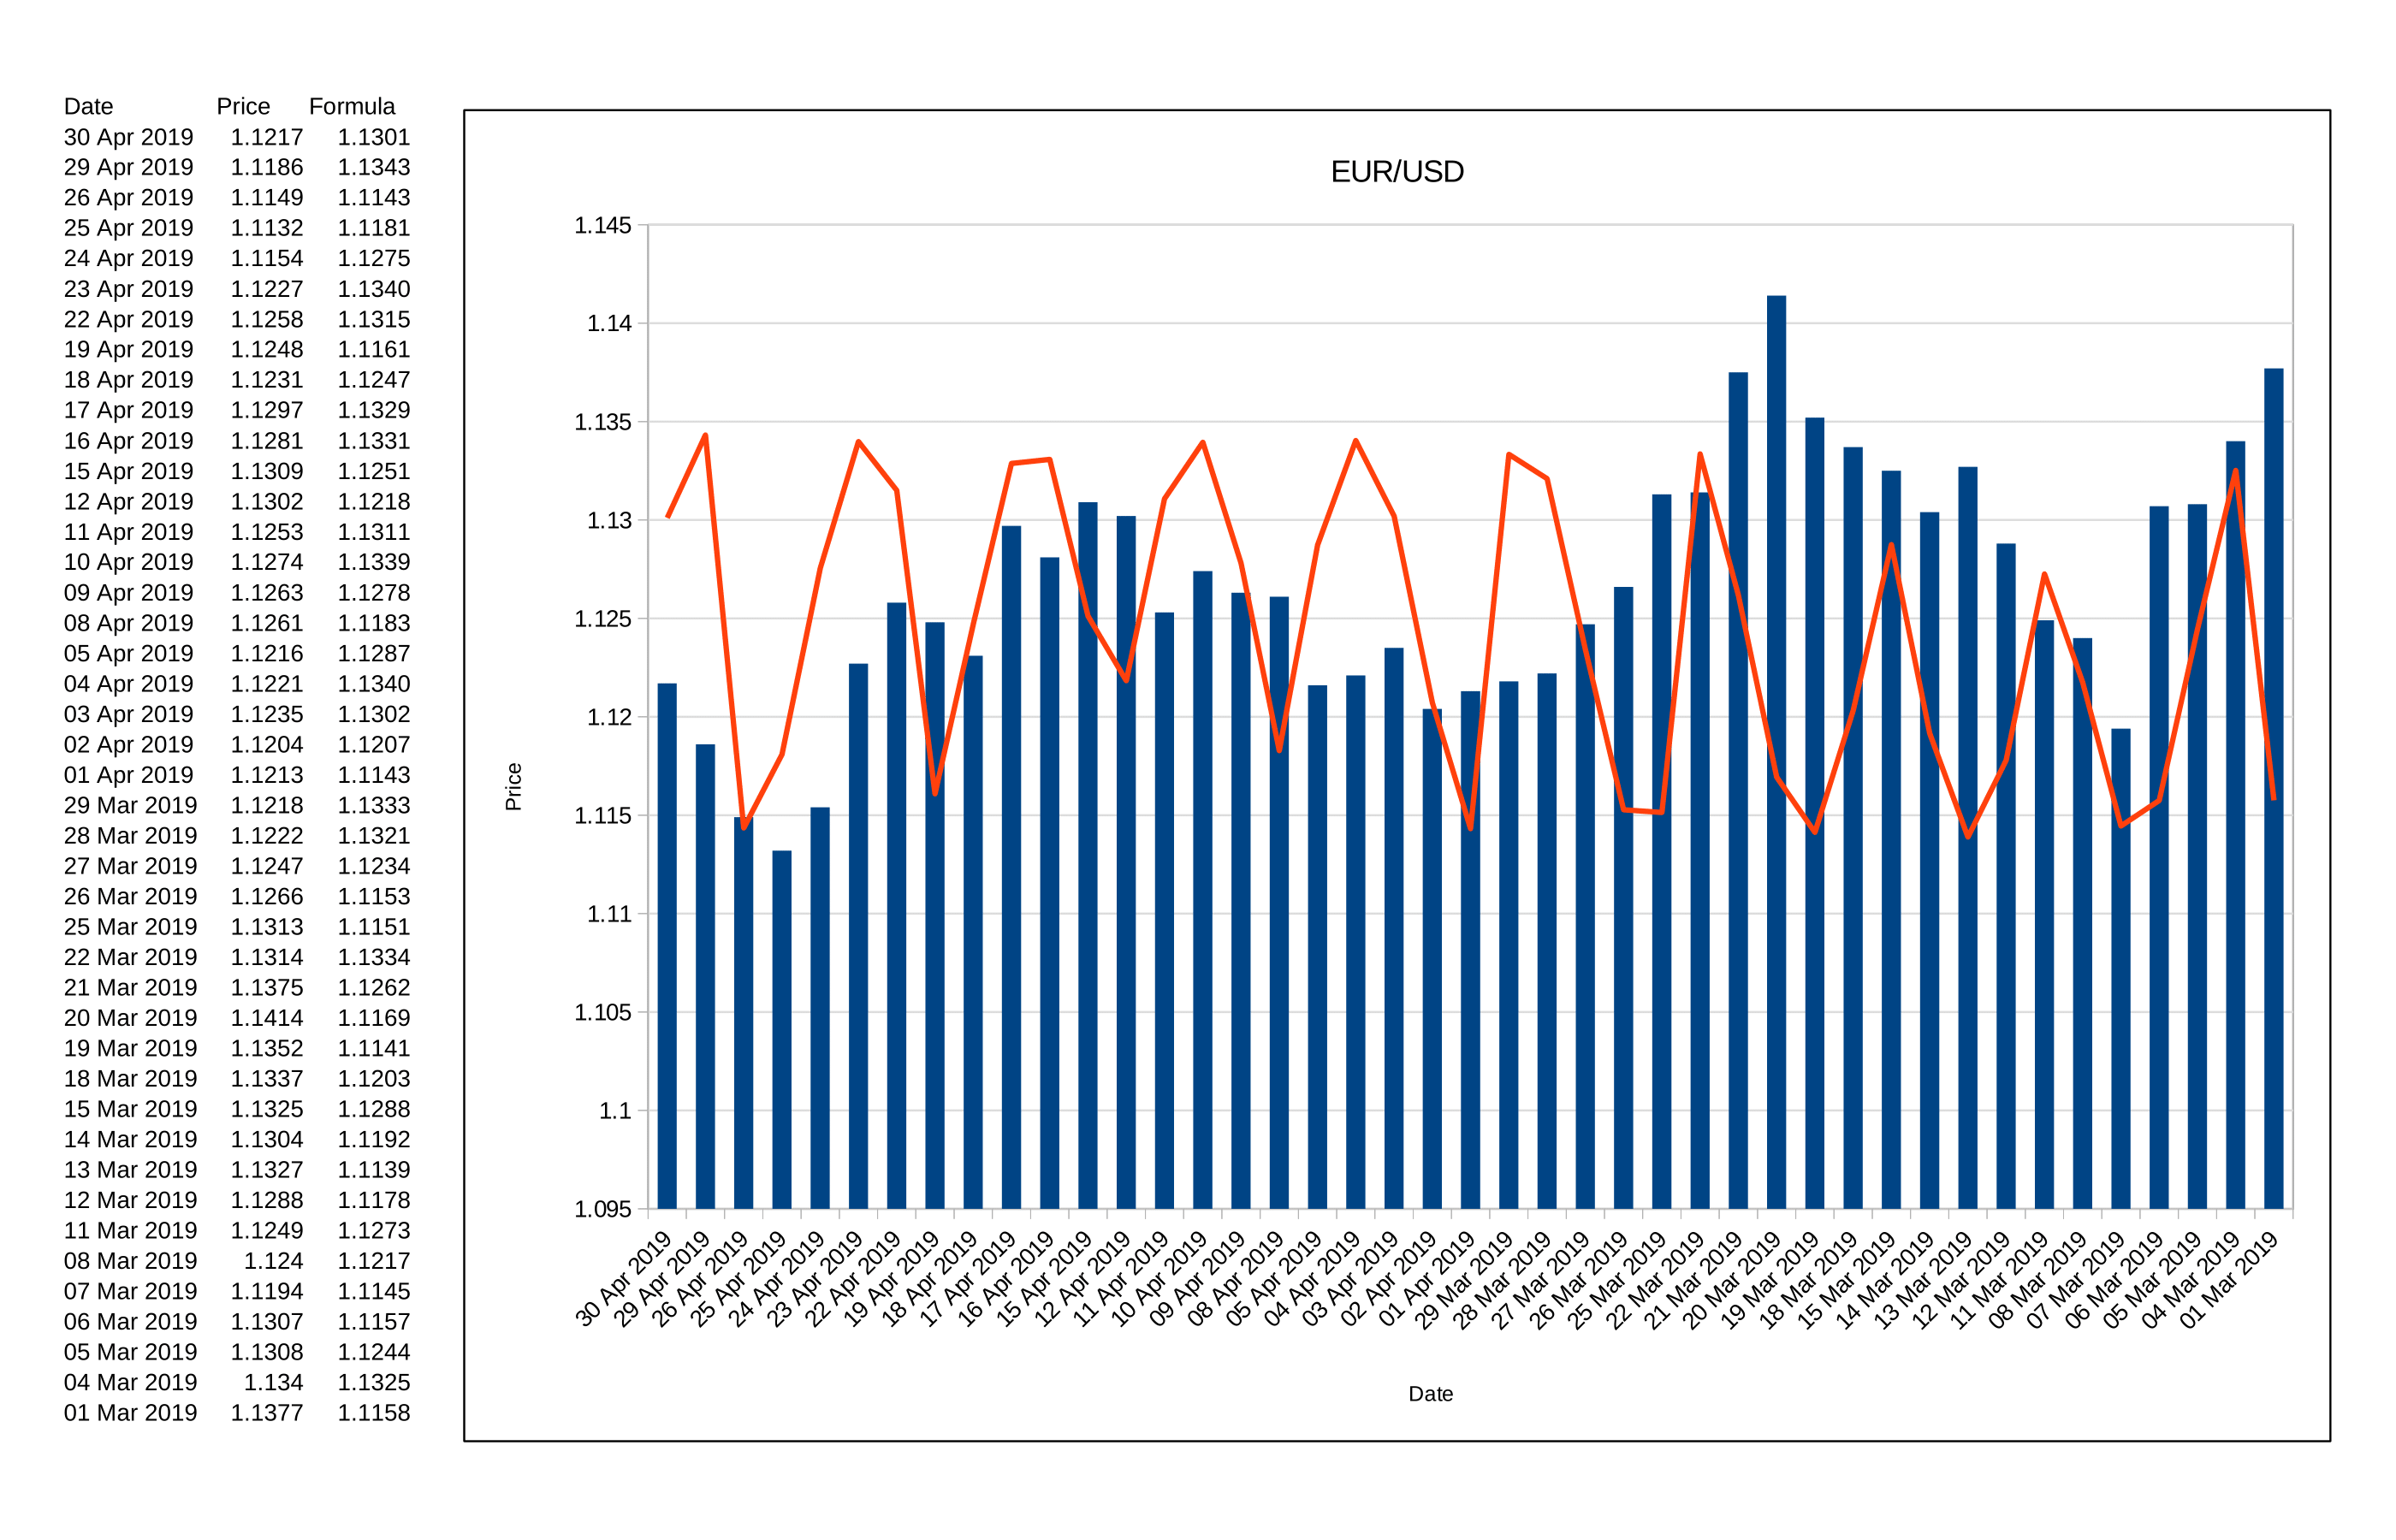 Date Price Formula
30 Apr 2019 1.1217 1.1301
29 Apr 2019 1.1186 1.1343
26 Apr 2019 1.1149 1.1143
25 Apr 2019 1.1132 1.1181
24 Apr 2019 1.1154 1.1275
23 Apr 2019 1.1227 1.1340
22 Apr 2019 1.1258 1.1315
19 Apr 2019 1.1248 1.1161
18 Apr 2019 1.1231 1.1247
17 Apr 2019 1.1297 1.1329
16 Apr 2019 1.1281 1.1331
15 Apr 2019 1.1309 1.1251
12 Apr 2019 1.1302 1.1218
11 Apr 2019 1.1253 1.1311
10 Apr 2019 1.1274 1.1339
09 Apr 2019 1.1263 1.1278
08 Apr 2019 1.1261 1.1183
05 Apr 2019 1.1216 1.1287
04 Apr 2019 1.1221 1.1340
03 Apr 2019 1.1235 1.1302
02 Apr 2019 1.1204 1.1207
01 Apr 2019 1.1213 1.1143
29 Mar 2019 1.1218 1.1333
28 Mar 2019 1.1222 1.1321
27 Mar 2019 1.1247 1.1234
26 Mar 2019 1.1266 1.1153
25 Mar 2019 1.1313 1.1151
22 Mar 2019 1.1314 1.1334
21 Mar 2019 1.1375 1.1262
20 Mar 2019 1.1414 1.1169
19 Mar 2019 1.1352 1.1141
18 Mar 2019 1.1337 1.1203
15 Mar 2019 1.1325 1.1288
14 Mar 2019 1.1304 1.1192
13 Mar 2019 1.1327 1.1139
12 Mar 2019 1.1288 1.1178
11 Mar 2019 1.1249 1.1273
08 Mar 2019 1.124 1.1217
07 Mar 2019 1.1194 1.1145
06 Mar 2019 1.1307 1.1157
05 Mar 2019 1.1308 1.1244
04 Mar 2019 1.134 1.1325
01 Mar 2019 1.1377 1.1158
EUR/USD
1.145
1.14
1.135
1.13
1.125
1.12
1.115
1.11
1.105
1.1
1.095
Price
30 Apr 2019
29 Apr 2019
26 Apr 2019
25 Apr 2019
24 Apr 2019
23 Apr 2019
22 Apr 2019
19 Apr 2019
18 Apr 2019
17 Apr 2019
16 Apr 2019
15 Apr 2019
12 Apr 2019
11 Apr 2019
10 Apr 2019
09 Apr 2019
08 Apr 2019
05 Apr 2019
04 Apr 2019
03 Apr 2019
02 Apr 2019
01 Apr 2019
29 Mar 2019
28 Mar 2019
27 Mar 2019
26 Mar 2019
25 Mar 2019
22 Mar 2019
21 Mar 2019
20 Mar 2019
19 Mar 2019
18 Mar 2019
15 Mar 2019
14 Mar 2019
13 Mar 2019
12 Mar 2019
11 Mar 2019
08 Mar 2019
07 Mar 2019
06 Mar 2019
05 Mar 2019
04 Mar 2019
01 Mar 2019
Date